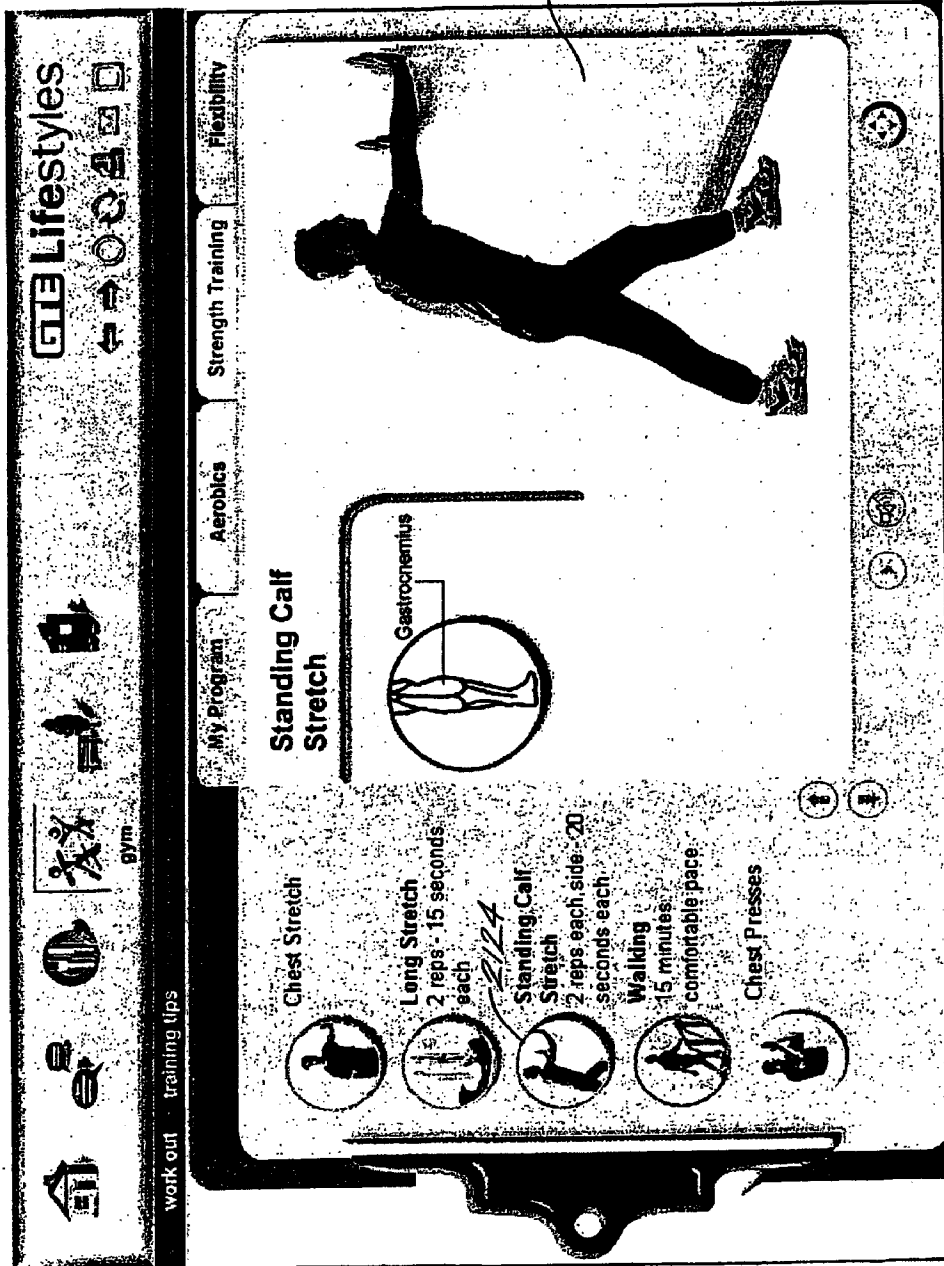 GTE Lifestyles
gym
work out training tips
My Program Aerobics Strength Training Flexibility
Chest Stretch
Long Stretch
2 reps - 15 seconds
each
2124
Standing Calf
Stretch
2 reps each side - 20
seconds each
Walking
15 minutes
comfortable pace
Chest Presses
Standing Calf
Stretch
Gastrocnemius